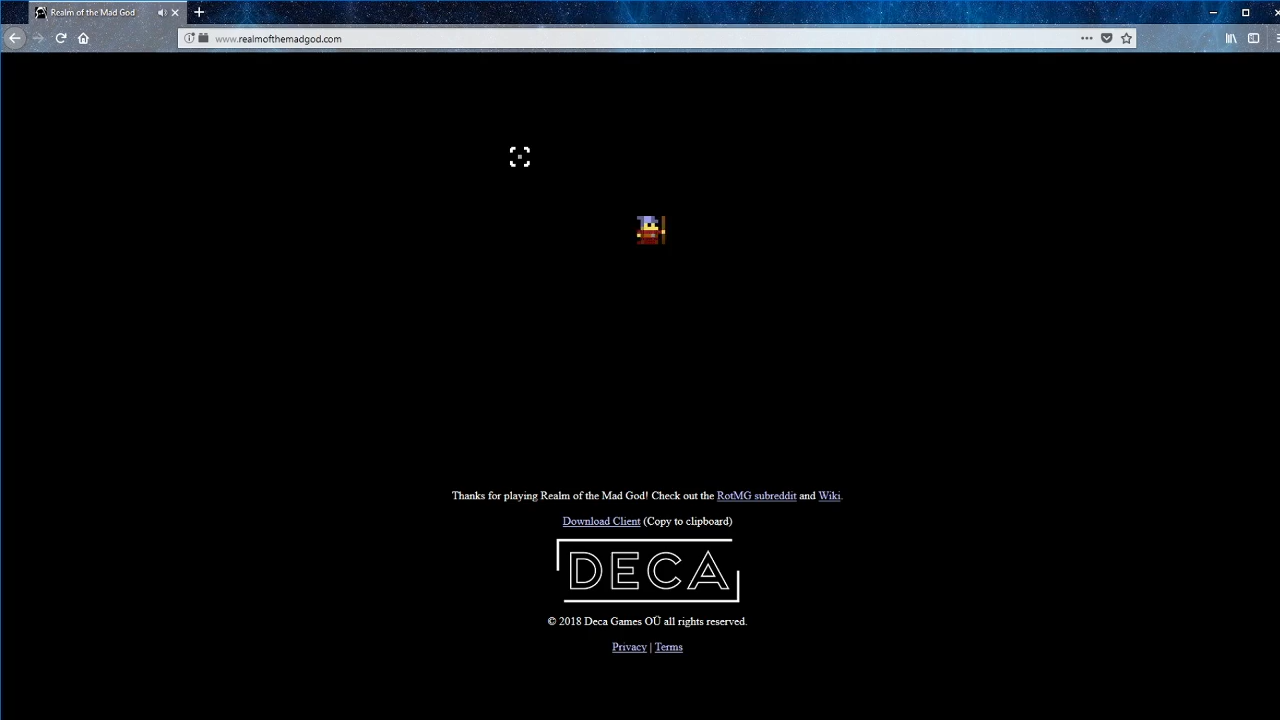 Realm of the Mad God
www.realmofthemadgod.com
Thanks for playing Realm of the Mad God! Check out the RotMG subreddit and Wiki.
Download Client (Copy to clipboard)
DECA
© 2018 Deca Games OÜ all rights reserved.
Privacy | Terms